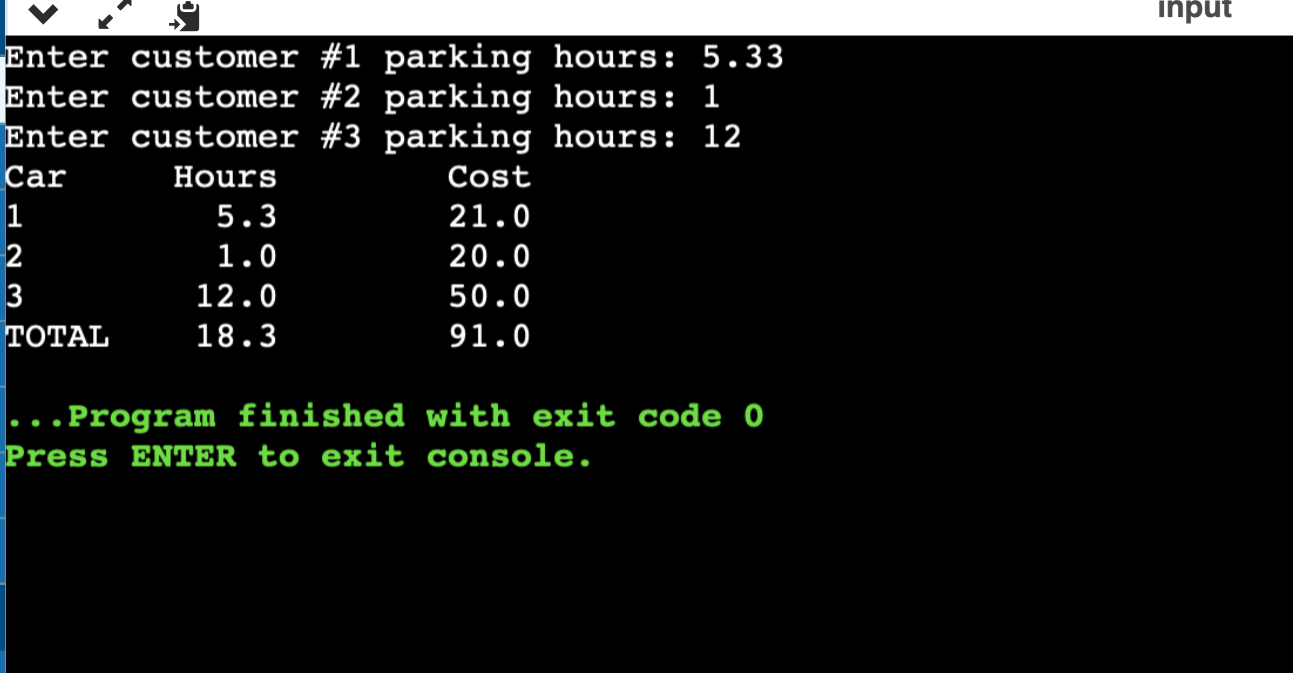 input
Enter customer #1 parking hours: 5.33
Enter customer #2 parking hours: 1
Enter customer #3 parking hours: 12
Car     Hours        Cost
1         5.3        21.0
2         1.0        20.0
3        12.0        50.0
TOTAL    18.3        91.0
...Program finished with exit code 0
Press ENTER to exit console.